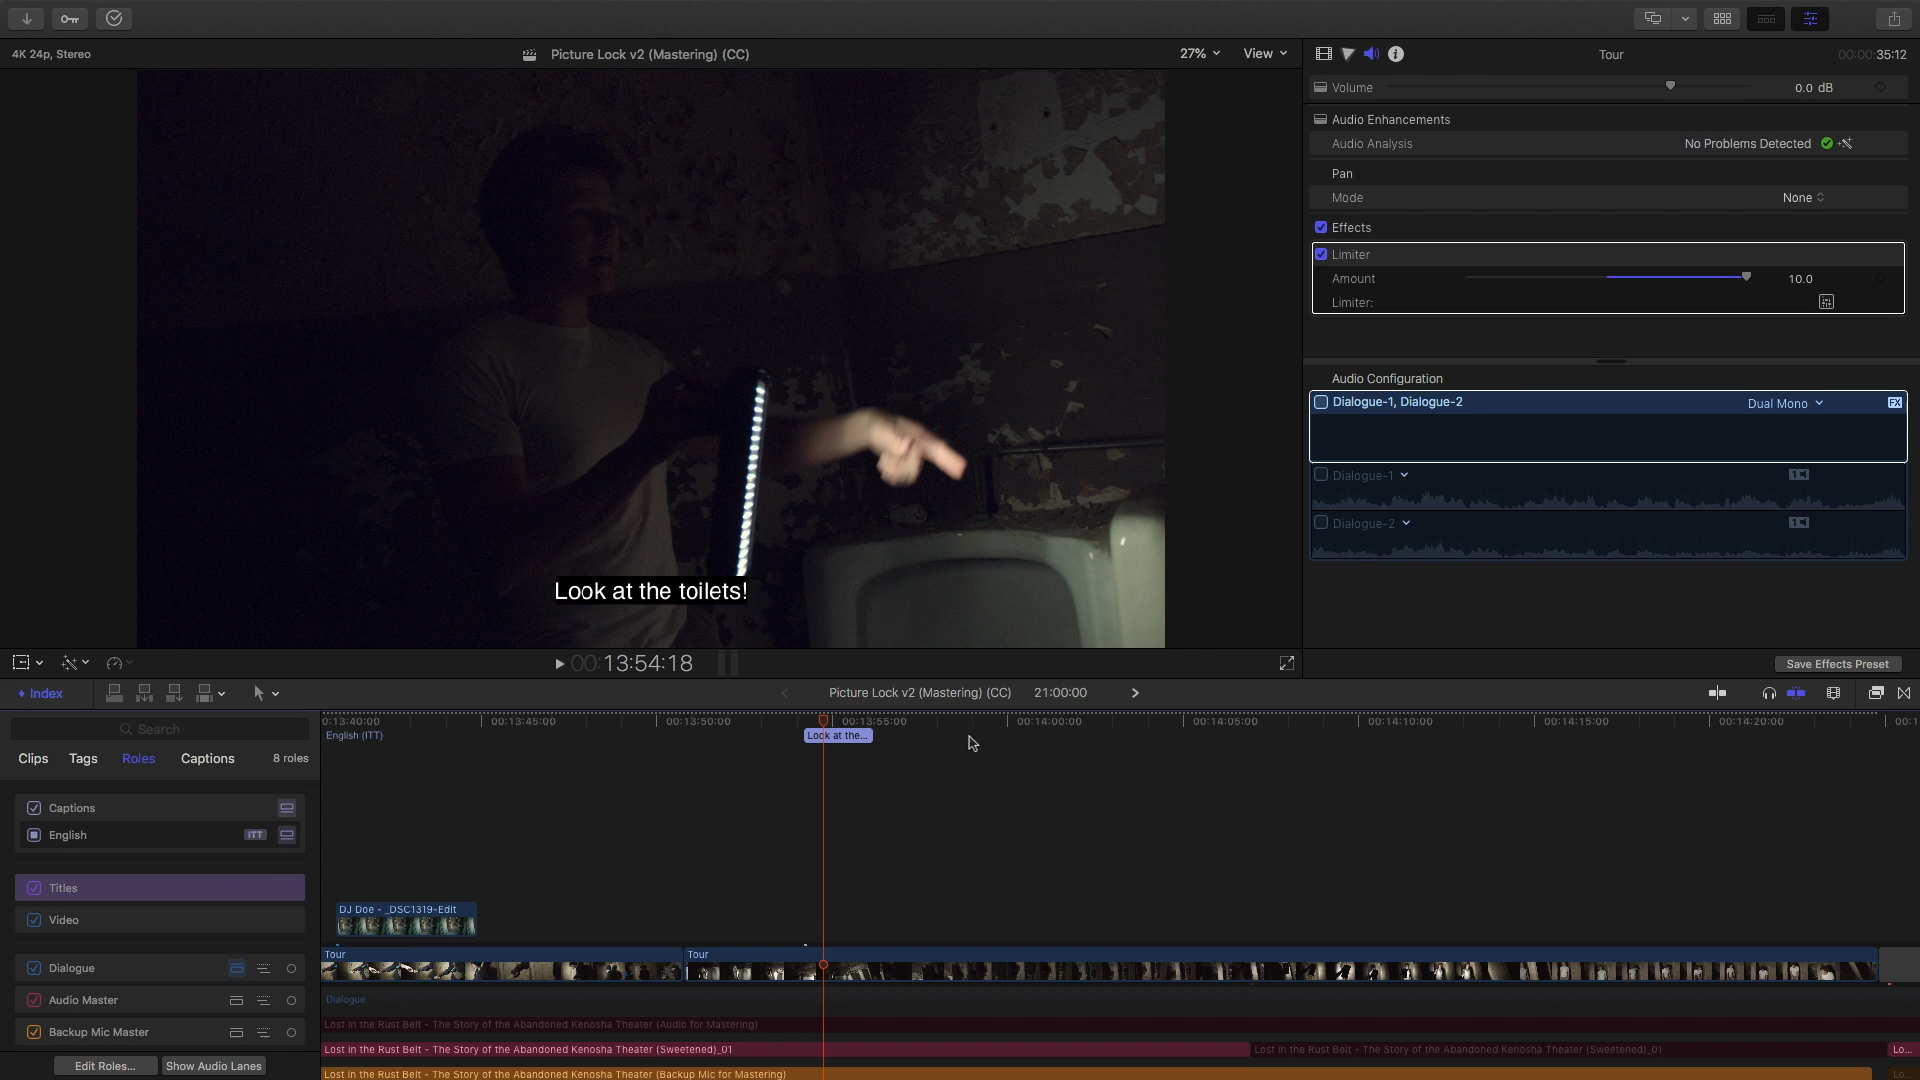 4K 24p, Stereo
Picture Lock v2 (Mastering) (CC)
27%
View
Tour
00:00:35:12
Volume
0.0 dB
Audio Enhancements
Audio Analysis
No Problems Detected
Pan
Mode
None
Effects
Limiter
Amount
10.0
Limiter:
Audio Configuration
Dialogue-1, Dialogue-2
Dual Mono
FX
Dialogue-1
Dialogue-2
Look at the toilets!
00:13:54:18
Save Effects Preset
Index
Picture Lock v2 (Mastering) (CC)
21:00:00
0:13:40:00
00:13:45:00
00:13:50:00
00:13:55:00
00:14:00:00
00:14:05:00
00:14:10:00
00:14:15:00
00:14:20:00
00:1
English (ITT)
Look at the...
Search
Clips
Tags
Roles
Captions
8 roles
Captions
English
ITT
Titles
Video
Dialogue
Audio Master
Backup Mic Master
Edit Roles...
Show Audio Lanes
DJ Doe - _DSC1319-Edit
Tour
Tour
Dialogue
Lost in the Rust Belt - The Story of the Abandoned Kenosha Theater (Audio for Mastering)
Lost in the Rust Belt - The Story of the Abandoned Kenosha Theater (Sweetened)_01
Lost in the Rust Belt - The Story of the Abandoned Kenosha Theater (Sweetened)_01
Lo...
Lost in the Rust Belt - The Story of the Abandoned Kenosha Theater (Backup Mic for Mastering)
Lo...